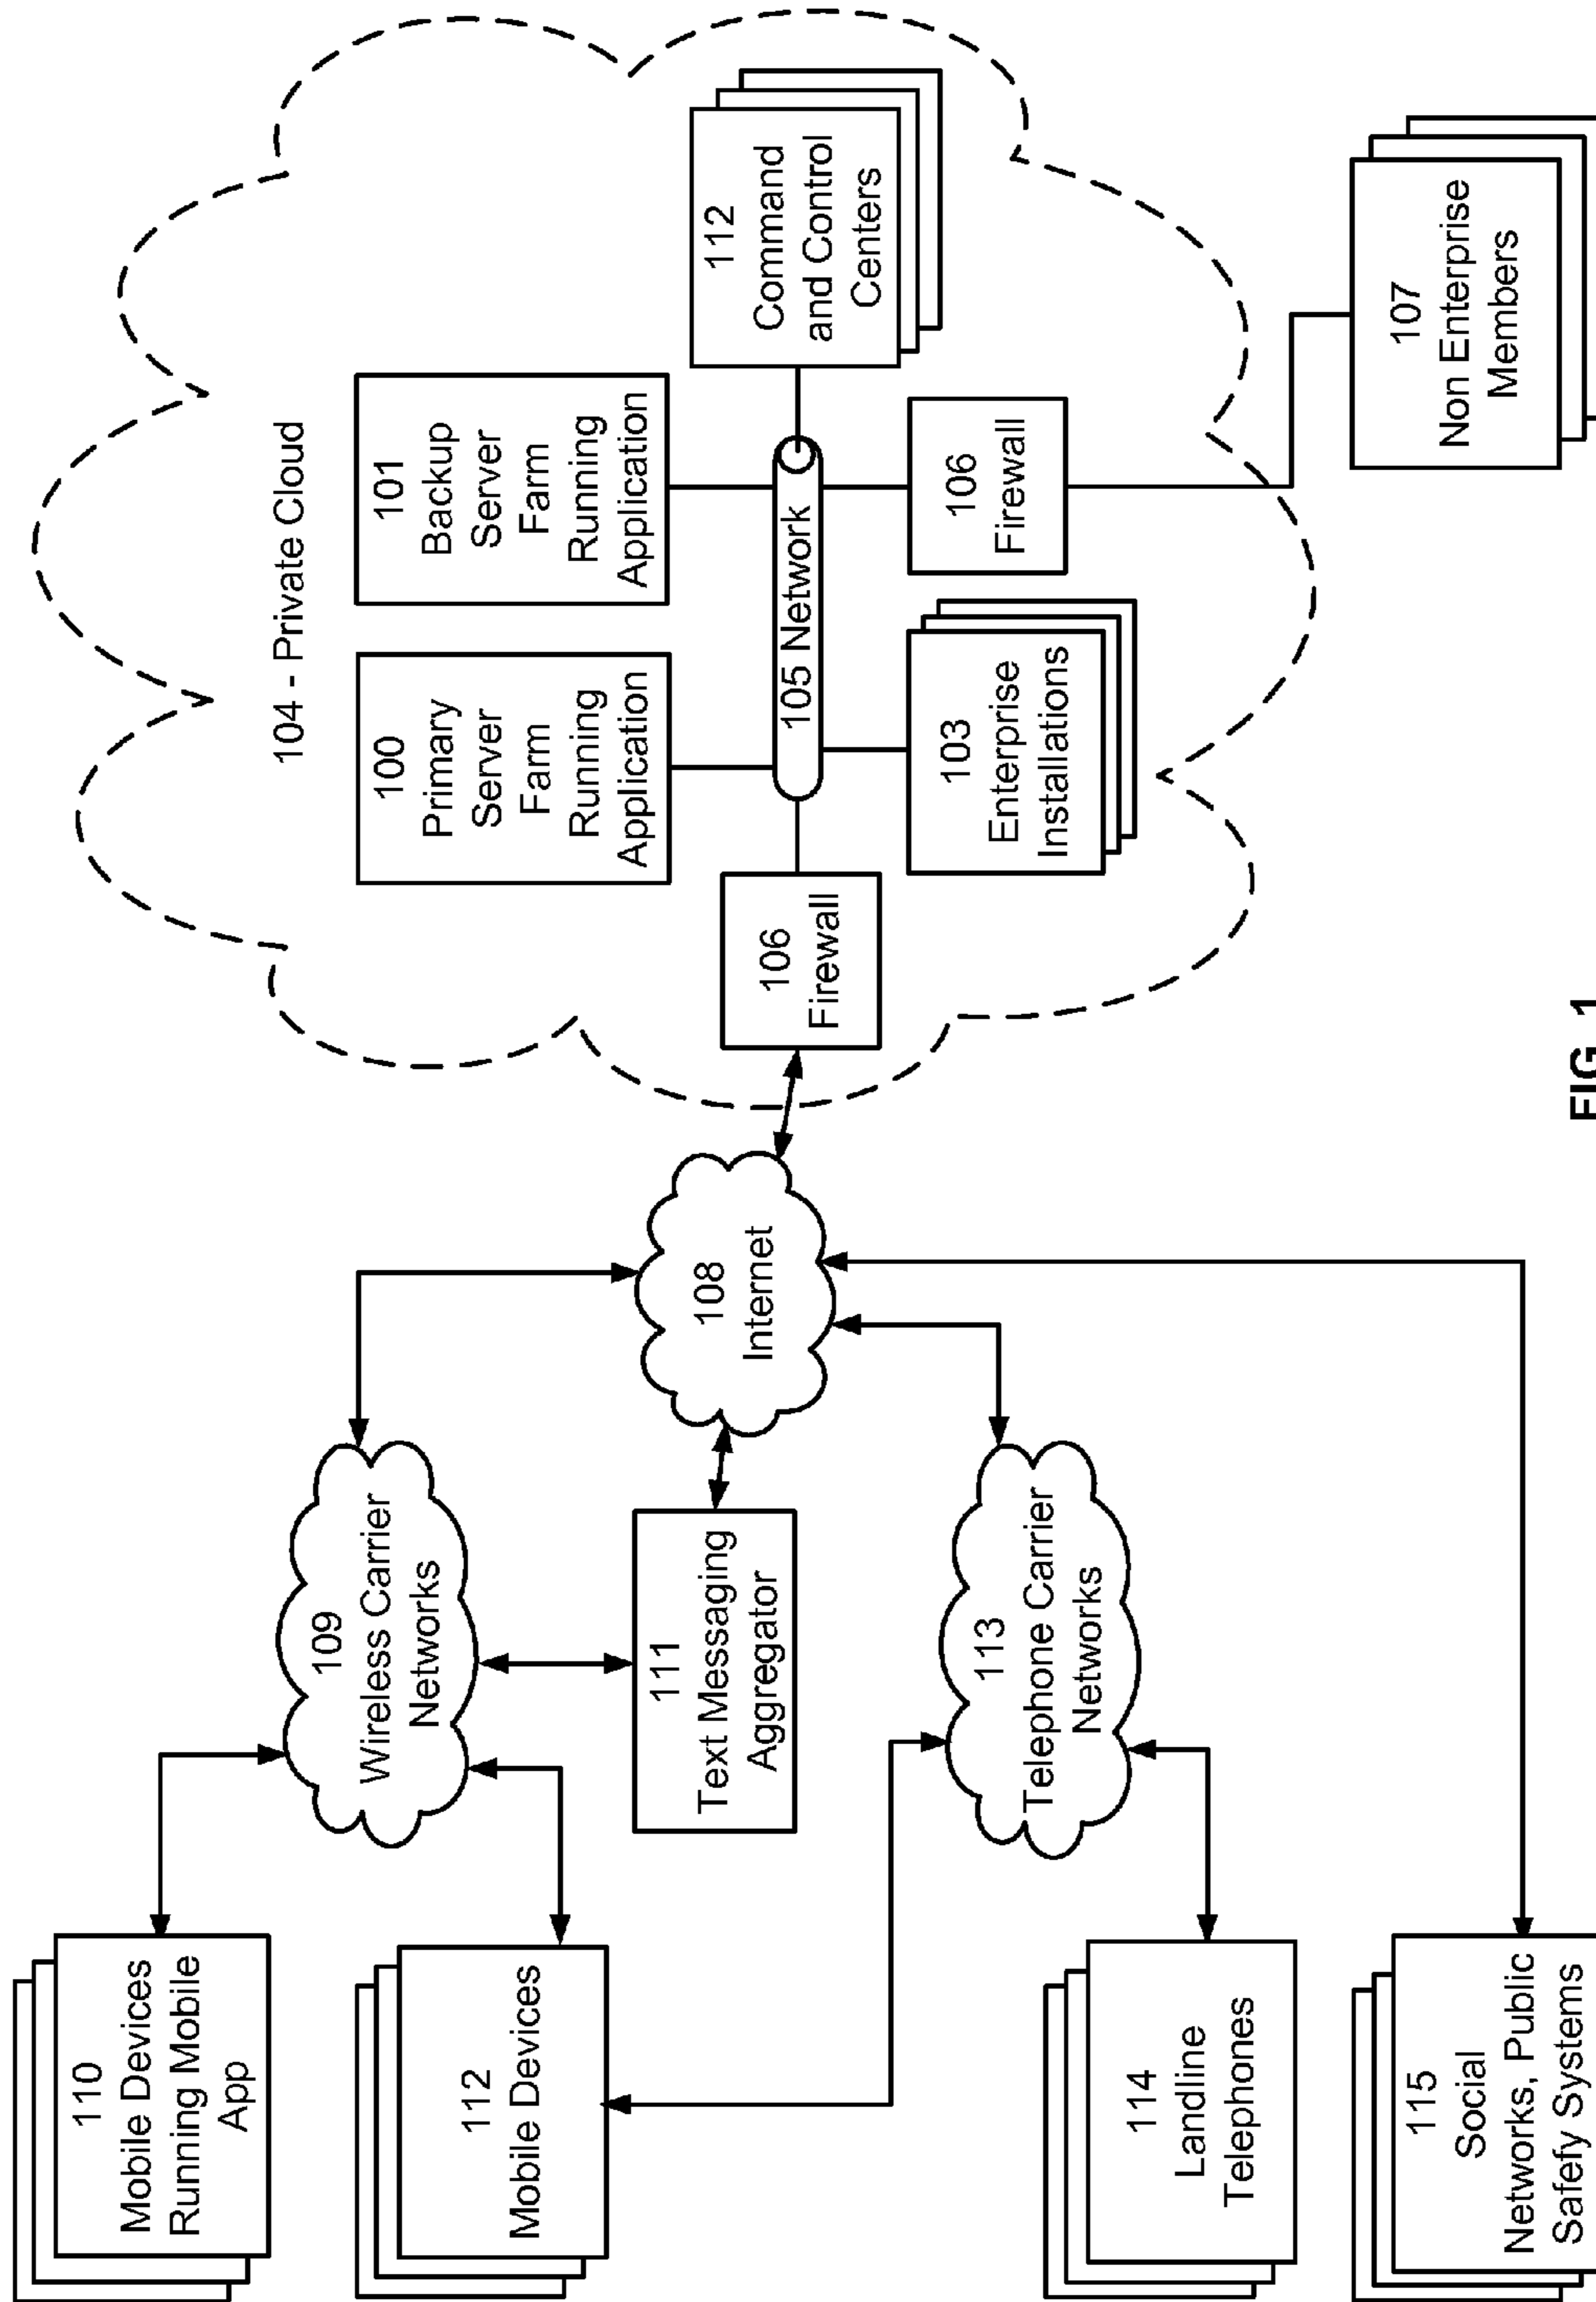 110
Mobile Devices
Running Mobile
App
112
Mobile Devices
114
Landline
Telephones
115
Social
Networks, Public
Safefy Systems
109
Wireless Carrier
Networks
111
Text Messaging
Aggregator
113
Telephone Carrier
Networks
108
Internet
104 - Private Cloud
106
Firewall
100
Primary
Server
Farm
Running
Application
101
Backup
Server
Farm
Running
Application
105 Network
103
Enterprise
Installations
106
Firewall
112
Command
and Control
Centers
107
Non Enterprise
Members
FIG. 1